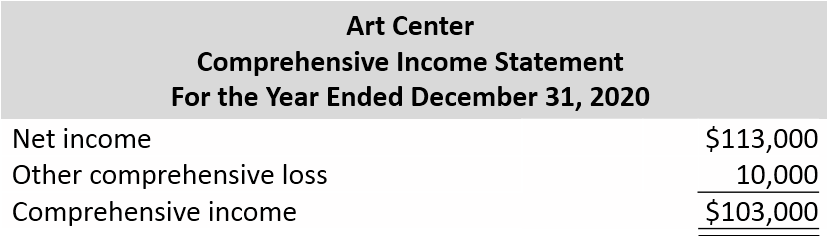 Art Center
Comprehensive Income Statement
For the Year Ended December 31, 2020
Net income $113,000
Other comprehensive loss 10,000
Comprehensive income $103,000